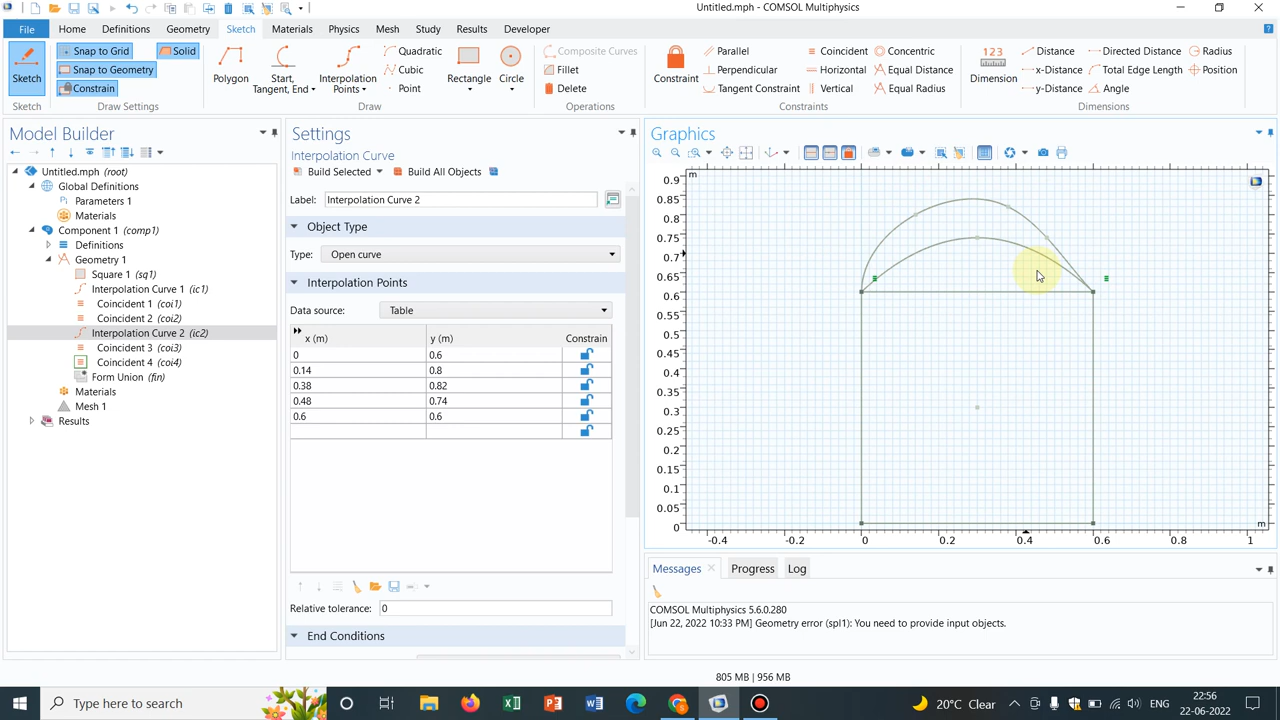 Untitled.mph - COMSOL Multiphysics
File Home Definitions Geometry Sketch Materials Physics Mesh Study Results Developer
Snap to Grid Solid Quadratic Composite Curves Parallel Coincident Concentric Distance Directed Distance Radius
Snap to Geometry Cubic Fillet Perpendicular Horizontal Equal Distance x-Distance Total Edge Length Position
Sketch Polygon Start, Tangent, End Interpolation Points Rectangle Circle Constraint Dimension
Constrain Point Delete Tangent Constraint Vertical Equal Radius y-Distance Angle
Sketch Draw Settings Draw Operations Constraints Dimensions
Model Builder
Untitled.mph (root)
Global Definitions
Parameters 1
Materials
Component 1 (comp1)
Definitions
Geometry 1
Square 1 (sq1)
Interpolation Curve 1 (ic1)
Coincident 1 (coi1)
Coincident 2 (coi2)
Interpolation Curve 2 (ic2)
Coincident 3 (coi3)
Coincident 4 (coi4)
Form Union (fin)
Materials
Mesh 1
Results
Settings
Interpolation Curve
Build Selected Build All Objects
Label: Interpolation Curve 2
Object Type
Type: Open curve
Interpolation Points
Data source: Table
x (m) y (m) Constrain
0 0.6
0.14 0.8
0.38 0.82
0.48 0.74
0.6 0.6
Relative tolerance: 0
End Conditions
Graphics
m
0.9
0.85
0.8
0.75
0.7
0.65
0.6
0.55
0.5
0.45
0.4
0.35
0.3
0.25
0.2
0.15
0.1
0.05
0
m
-0.4 -0.2 0 0.2 0.4 0.6 0.8 1
Messages Progress Log
COMSOL Multiphysics 5.6.0.280
[Jun 22, 2022 10:33 PM] Geometry error (spl1): You need to provide input objects.
805 MB | 956 MB
Type here to search
20°C Clear
ENG
22:56
22-06-2022